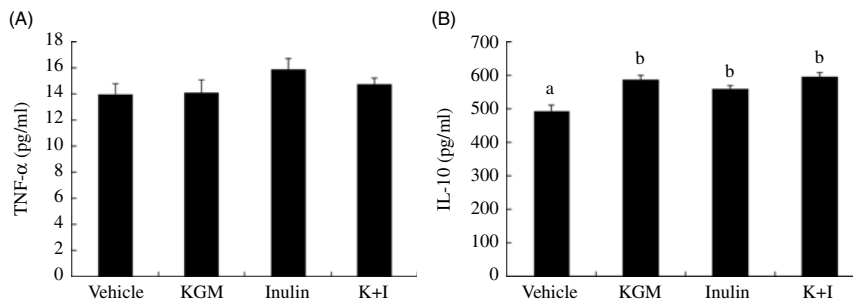 (A)
TNF-α (pg/ml)
18
16
14
12
10
8
6
4
2
0
Vehicle KGM Inulin K+I
(B)
IL-10 (pg/ml)
700
600
500
400
300
200
100
0
a b b b
Vehicle KGM Inulin K+I